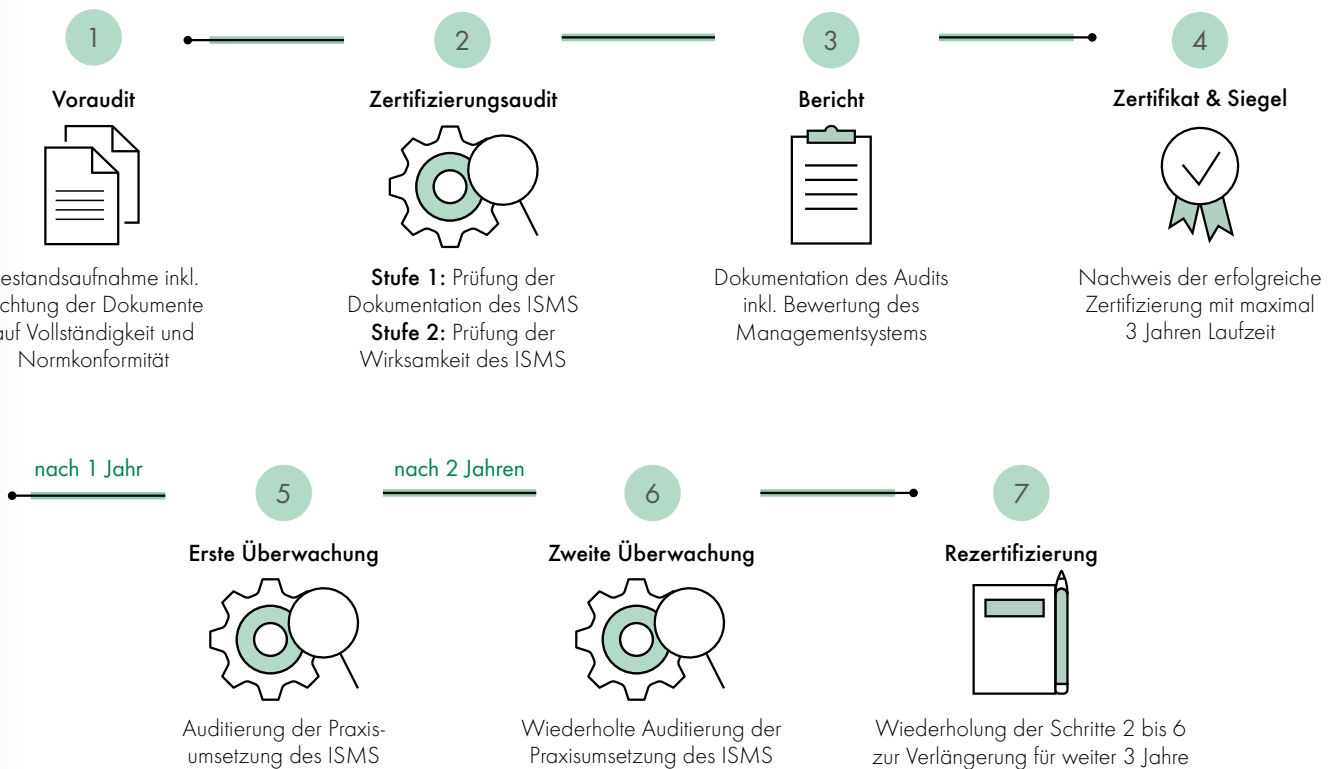 1
2
3
4
Voraudit
Zertifizierungsaudit
Bericht
Zertifikat & Siegel
estandsaufnahme inkl.
chtung der Dokumente
auf Vollständigkeit und
Normkonformität
Stufe 1: Prüfung der
Dokumentation des ISMS
Stufe 2: Prüfung der
Wirksamkeit des ISMS
Dokumentation des Audits
inkl. Bewertung des
Managementsystems
Nachweis der erfolgreiche
Zertifizierung mit maximal
3 Jahren Laufzeit
nach 1 Jahr
5
nach 2 Jahren
6
7
Erste Überwachung
Zweite Überwachung
Rezertifizierung
Auditierung der Praxis-
umsetzung des ISMS
Wiederholte Auditierung der
Praxisumsetzung des ISMS
Wiederholung der Schritte 2 bis 6
zur Verlängerung für weiter 3 Jahre